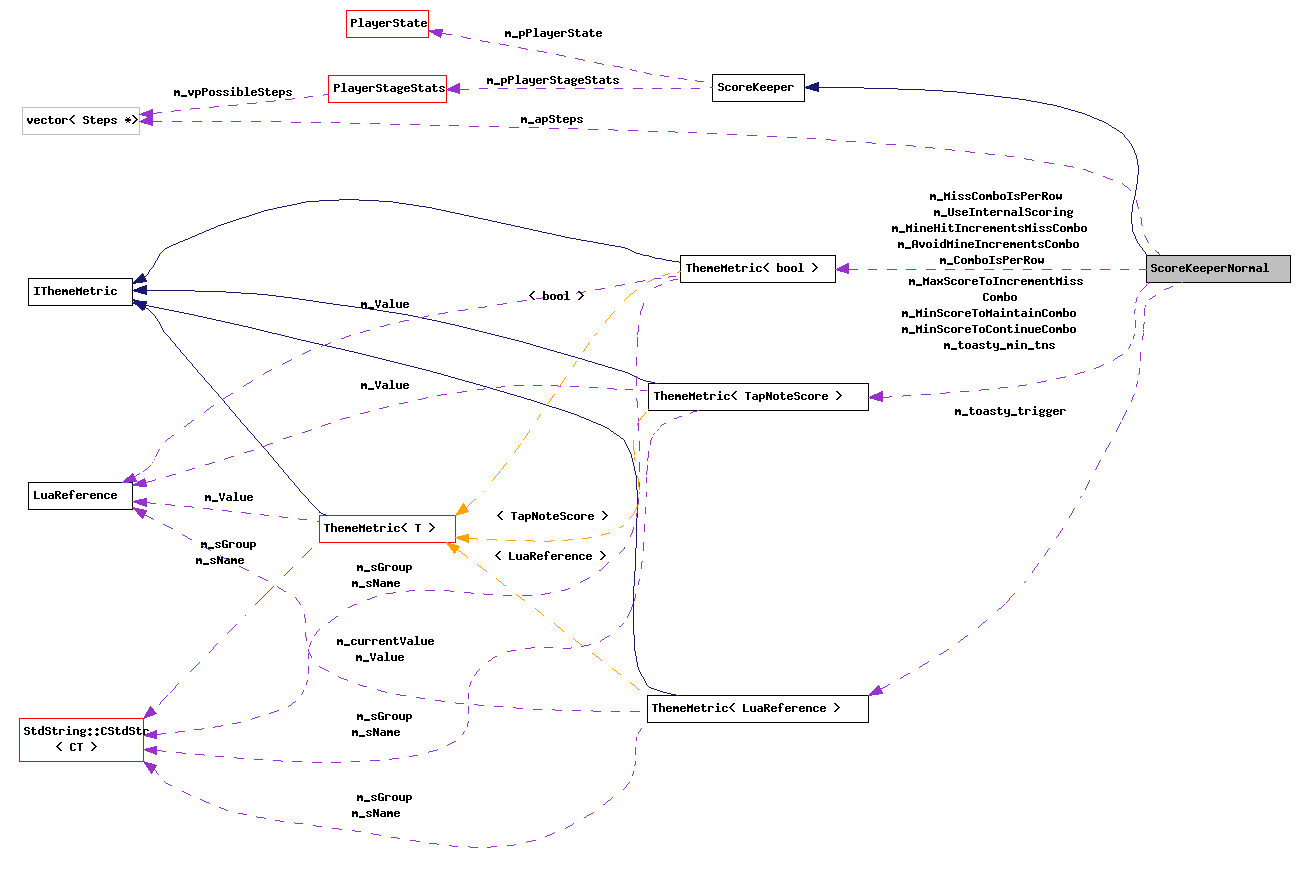 PlayerState
m_pPlayerState
PlayerStageStats
m_pPlayerStageStats
ScoreKeeper
m_vpPossibleSteps
vector< Steps *>
m_apSteps
m_MissComboIsPerRow
m_UseInternalScoring
m_MineHitIncrementsMissCombo
m_AvoidMineIncrementsCombo
m_ComboIsPerRow
ThemeMetric< bool >
ScoreKeeperNormal
IThemeMetric
m_Value
< bool >
m_MaxScoreToIncrementMiss
Combo
m_MinScoreToMaintainCombo
m_MinScoreToContinueCombo
m_toasty_min_tns
m_Value
ThemeMetric< TapNoteScore >
m_toasty_trigger
LuaReference
m_Value
ThemeMetric< T >
< TapNoteScore >
m_sGroup
m_sName
< LuaReference >
m_sGroup
m_sName
m_currentValue
m_Value
ThemeMetric< LuaReference >
StdString::CStdStr
< CT >
m_sGroup
m_sName
m_sGroup
m_sName